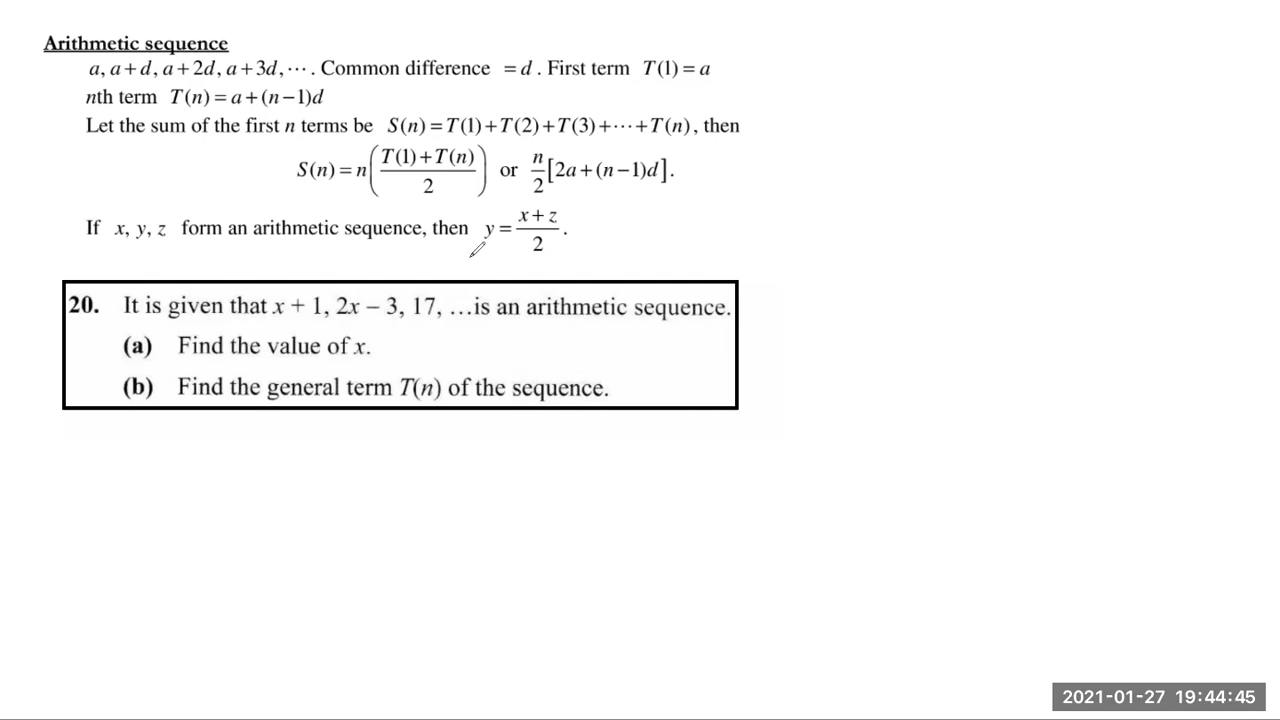 Arithmetic sequence
a, a+d, a+2d, a+3d, ⋯ . Common difference = d . First term T(1) = a
nth term T(n) = a+(n−1)d
Let the sum of the first n terms be S(n) = T(1)+T(2)+T(3)+⋯+T(n), then
S(n) = n((T(1)+T(n))/2) or n/2[2a+(n−1)d].
If x, y, z form an arithmetic sequence, then y = (x+z)/2 .
20. It is given that x + 1, 2x − 3, 17, …is an arithmetic sequence.
(a) Find the value of x.
(b) Find the general term T(n) of the sequence.
2021-01-27 19:44:45